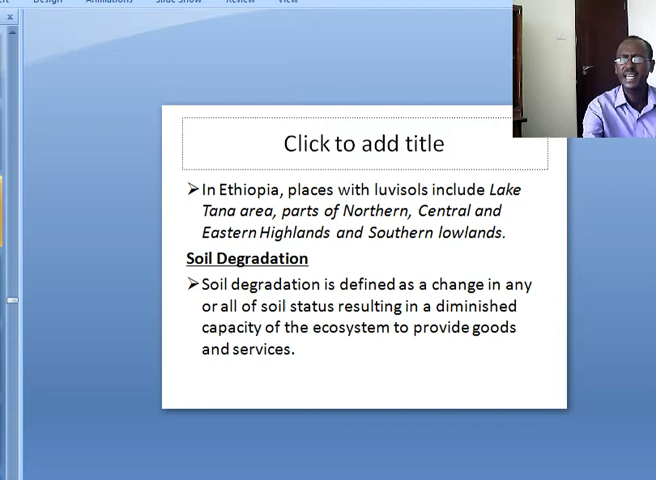 Design Animations Slide Show Review View
Click to add title
➢In Ethiopia, places with luvisols include Lake
Tana area, parts of Northern, Central and
Eastern Highlands and Southern lowlands.
Soil Degradation
➢Soil degradation is defined as a change in any
or all of soil status resulting in a diminished
capacity of the ecosystem to provide goods
and services.